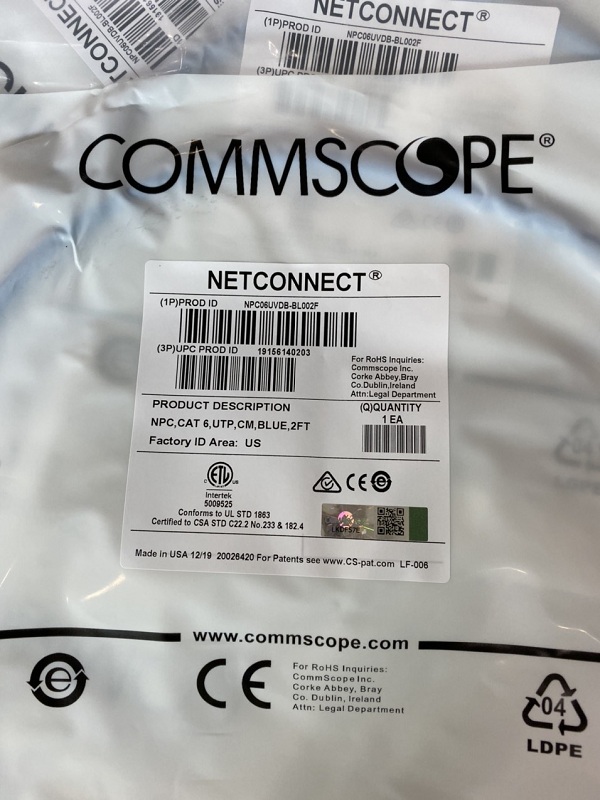 NETCONNECT®
(1P)PROD ID NPC06UVDB-BL002F
NPC06UVDB-BL002F
COMMSCOPE®
NETCONNECT®
(1P)PROD ID NPC06UVDB-BL002F
(3P)UPC PROD ID 19156140203
For RoHS Inquiries:
Commscope Inc.
Corke Abbey,Bray
Co.Dublin,Ireland
Attn:Legal Department
PRODUCT DESCRIPTION
(Q)QUANTITY
1 EA
NPC,CAT 6,UTP,CM,BLUE,2FT
Factory ID Area: US
ETL
Intertek
5009525
Conforms to UL STD 1863
Certified to CSA STD C22.2 No.233 & 182.4
CE
e
Made in USA 12/19 20026420 For Patents see www.CS-pat.com LF-006
www.commscope.com
e
CE
For RoHS Inquiries:
CommScope Inc.
Corke Abbey, Bray
Co. Dublin, Ireland
Attn: Legal Department
04
LDPE